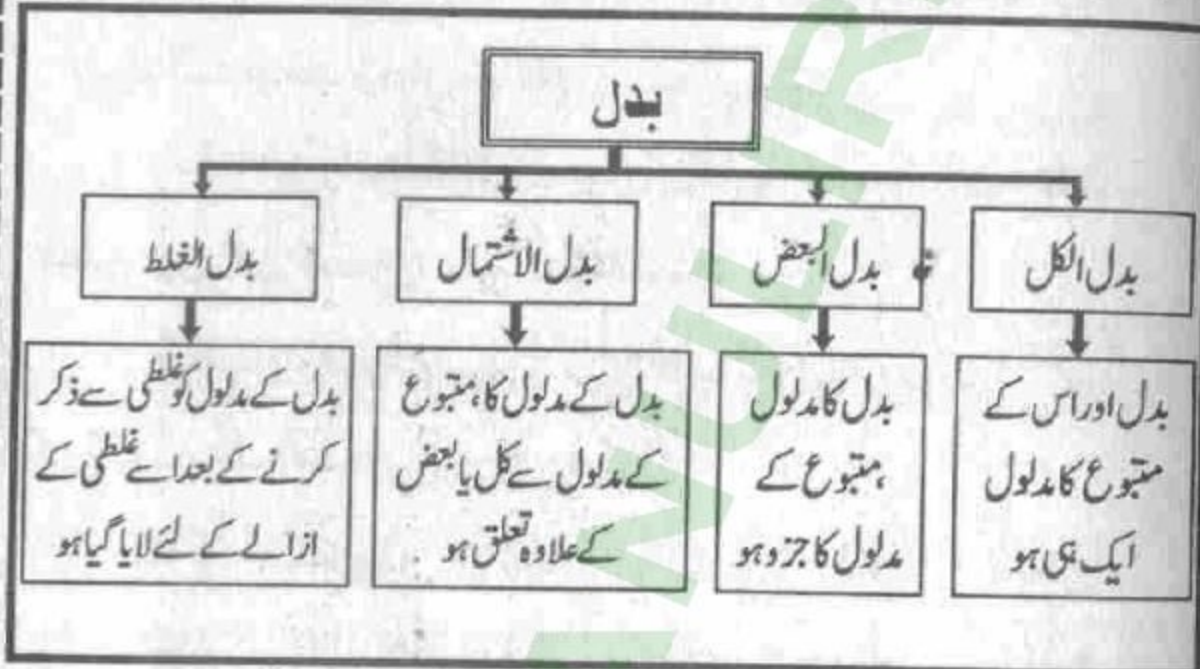 بدل
بدل الکل
بدل البعض
بدل الاشتمال
بدل الغلط
بدل اور اس کے
متبوع کا مدلول
ایک ہی ہو
بدل کا مدلول
،متبوع کے
مدلول کا جزو ہو
بدل کے مدلول کا،متبوع
کے مدلول سے کل یا بعض
کے علاوہ تعلق ہو
بدل کے مدلول کو غلطی سے ذکر
کرنے کے بعد اسے غلطی کے
ازالے کے لئے لایا گیا ہو